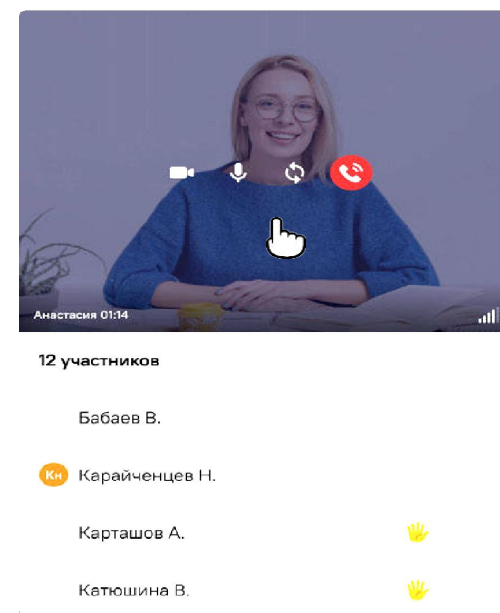 Анастасия 01:14
12 участников
Бабаев В.
Кн Карайченцев Н.
Карташов А.
Катюшина В.